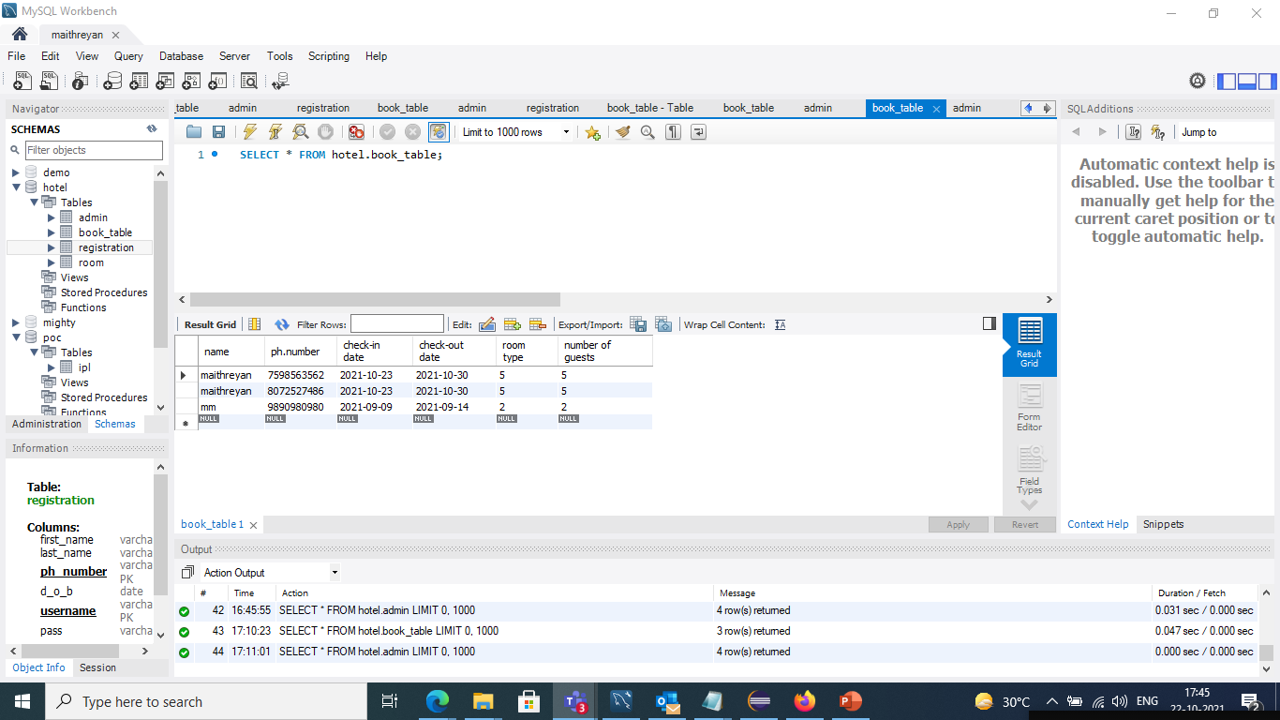 MySQL Workbench
maithreyan
File Edit View Query Database Server Tools Scripting Help
Navigator
SCHEMAS
Filter objects
demo
hotel
Tables
admin
book_table
registration
room
Views
Stored Procedures
Functions
mighty
poc
Tables
ipl
Views
Stored Procedures
Functions
Administration Schemas
Information
Table:
registration
Columns:
first_name varcha
last_name varcha
ph_number varcha
PK
d_o_b date
username varcha
PK
pass varcha
Object Info Session
_table admin registration book_table admin registration book_table - Table book_table admin book_table admin
Limit to 1000 rows
1 SELECT * FROM hotel.book_table;
Result Grid Filter Rows: Edit: Export/Import: Wrap Cell Content: IA
name ph.number check-in date check-out date room type number of guests
maithreyan 7598563562 2021-10-23 2021-10-30 5 5
maithreyan 8072527486 2021-10-23 2021-10-30 5 5
mm 9890980980 2021-09-09 2021-09-14 2 2
NULL NULL NULL NULL NULL NULL
Result Grid
Form Editor
Field Types
book_table 1 Apply Revert
SQLAdditions
Jump to
Automatic context help is
disabled. Use the toolbar t
manually get help for the
current caret position or to
toggle automatic help.
Context Help Snippets
Output
Action Output
# Time Action Message Duration / Fetch
42 16:45:55 SELECT * FROM hotel.admin LIMIT 0, 1000 4 row(s) returned 0.031 sec / 0.000 sec
43 17:10:23 SELECT * FROM hotel.book_table LIMIT 0, 1000 3 row(s) returned 0.047 sec / 0.000 sec
44 17:11:01 SELECT * FROM hotel.admin LIMIT 0, 1000 4 row(s) returned 0.000 sec / 0.000 sec
Type here to search 3 30°C ENG 17:45
22-10-2021 2